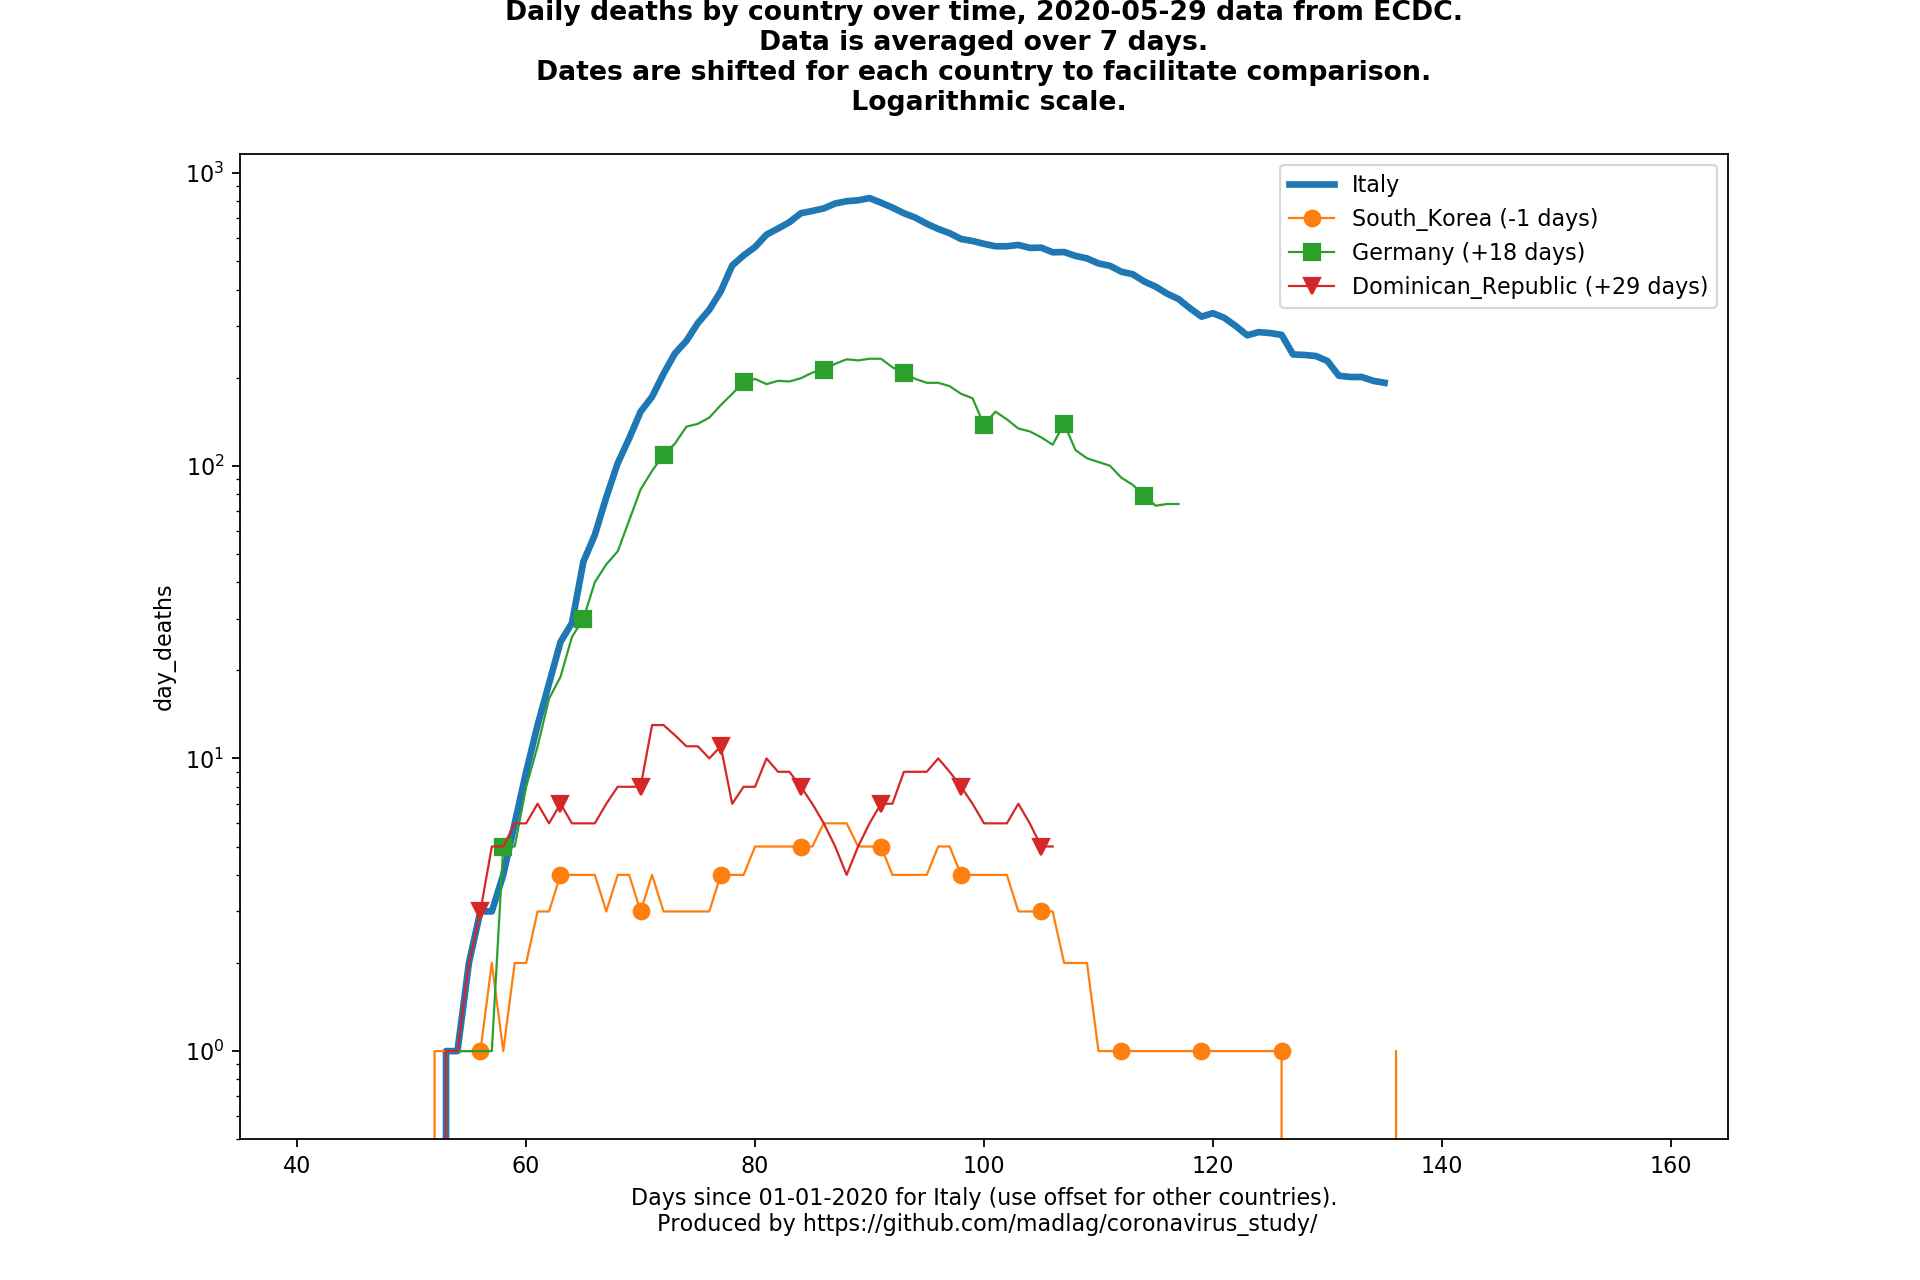 Daily deaths by country over time, 2020-05-29 data from ECDC.
Data is averaged over 7 days.
Dates are shifted for each country to facilitate comparison.
Logarithmic scale.
10³
10²
10¹
10⁰
day_deaths
Italy
South_Korea (-1 days)
Germany (+18 days)
Dominican_Republic (+29 days)
40 60 80 100 120 140 160
Days since 01-01-2020 for Italy (use offset for other countries).
Produced by https://github.com/madlag/coronavirus_study/